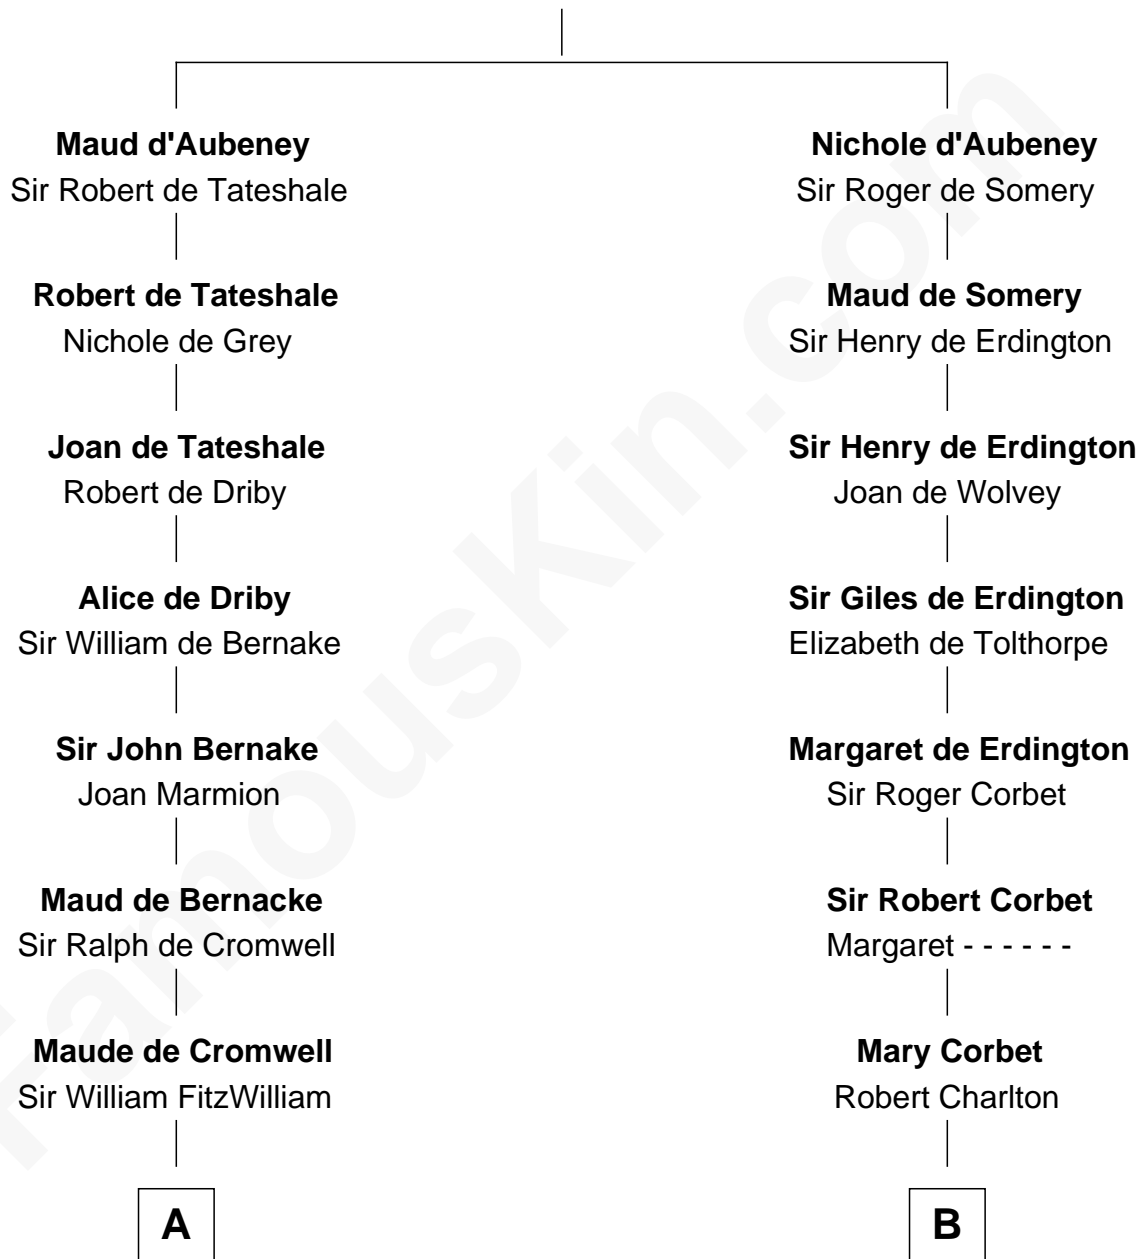 Maud d'Aubeney
Sir Robert de Tateshale
Nichole d'Aubeney
Sir Roger de Somery
Robert de Tateshale
Nichole de Grey
Maud de Somery
Sir Henry de Erdington
Joan de Tateshale
Robert de Driby
Sir Henry de Erdington
Joan de Wolvey
Alice de Driby
Sir William de Bernake
Sir Giles de Erdington
Elizabeth de Tolthorpe
Sir John Bernake
Joan Marmion
Margaret de Erdington
Sir Roger Corbet
Maud de Bernacke
Sir Ralph de Cromwell
Sir Robert Corbet
Margaret - - - - - -
Maude de Cromwell
Sir William FitzWilliam
Mary Corbet
Robert Charlton
A
B
FamousKin.com